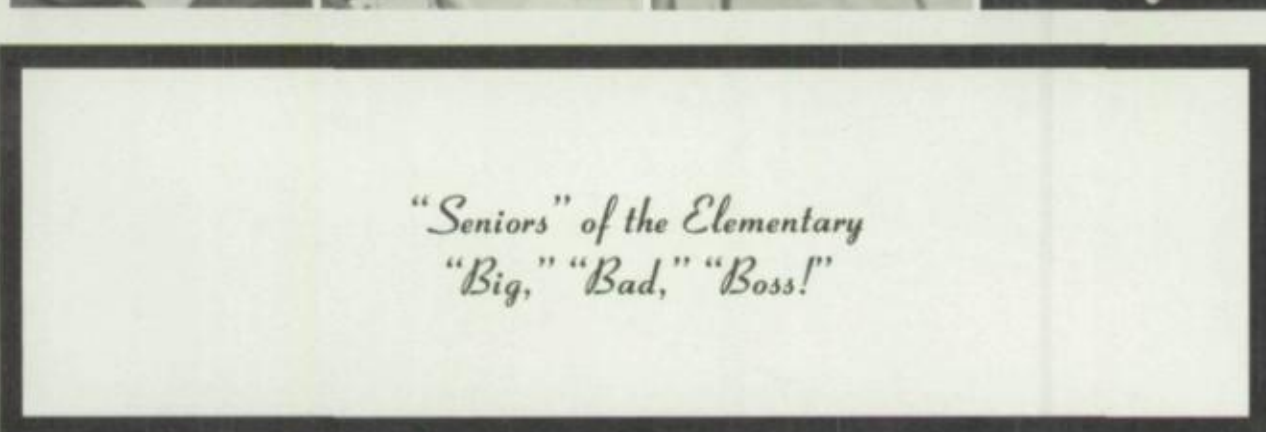 “Seniors” of the Elementary
“Big,” “Bad,” “Boss!”